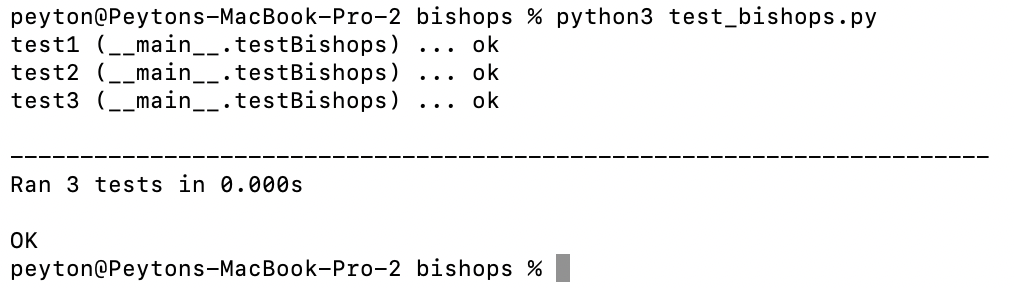 peyton@Peytons-MacBook-Pro-2 bishops % python3 test_bishops.py
test1 (__main__.testBishops) ... ok
test2 (__main__.testBishops) ... ok
test3 (__main__.testBishops) ... ok
----------------------------------------------------------------------
Ran 3 tests in 0.000s
OK
peyton@Peytons-MacBook-Pro-2 bishops %